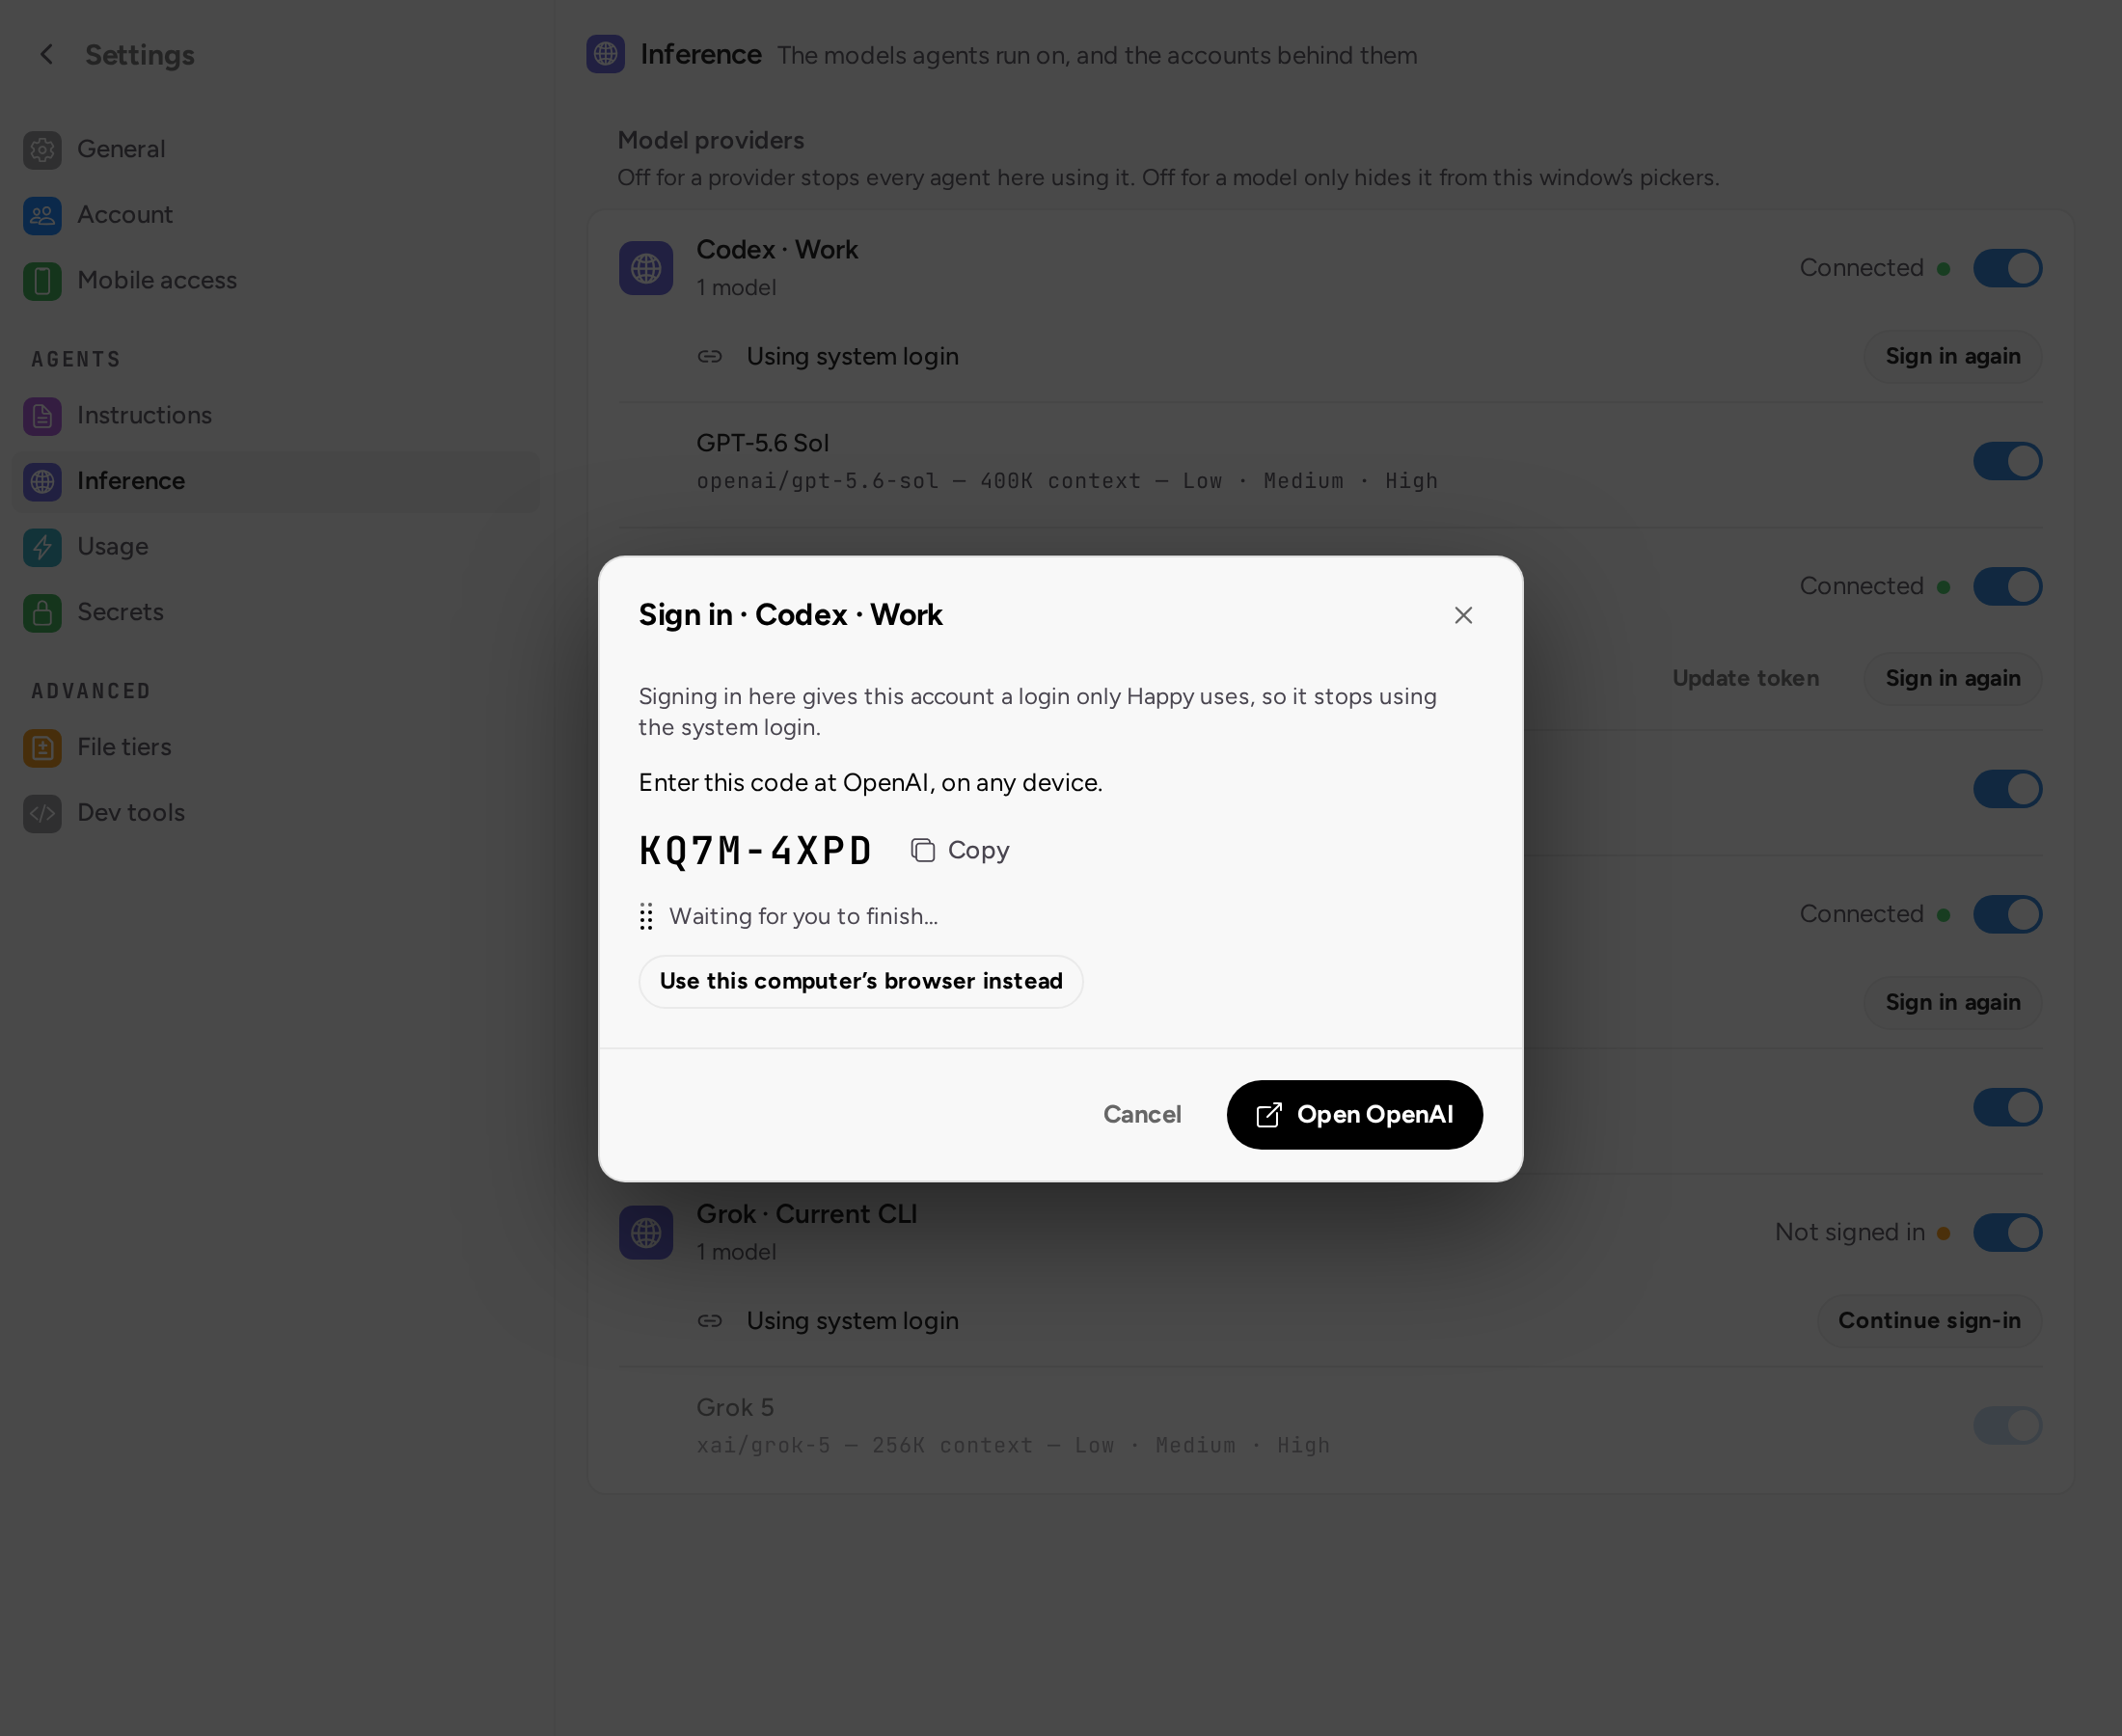 Settings
General
Account
Mobile access
AGENTS
Instructions
Inference
Usage
Secrets
ADVANCED
File tiers
Dev tools
Inference The models agents run on, and the accounts behind them
Model providers
Off for a provider stops every agent here using it. Off for a model only hides it from this window’s pickers.
Codex · Work
1 model
Connected
Using system login
Sign in again
GPT-5.6 Sol
openai/gpt-5.6-sol — 400K context — Low · Medium · High
Connected
Update token
Sign in again
Connected
Sign in again
Sign in · Codex · Work
Signing in here gives this account a login only Happy uses, so it stops using
the system login.
Enter this code at OpenAI, on any device.
KQ7M-4XPD
Copy
Waiting for you to finish…
Use this computer’s browser instead
Cancel
Open OpenAI
Grok · Current CLI
1 model
Not signed in
Using system login
Continue sign-in
Grok 5
xai/grok-5 — 256K context — Low · Medium · High